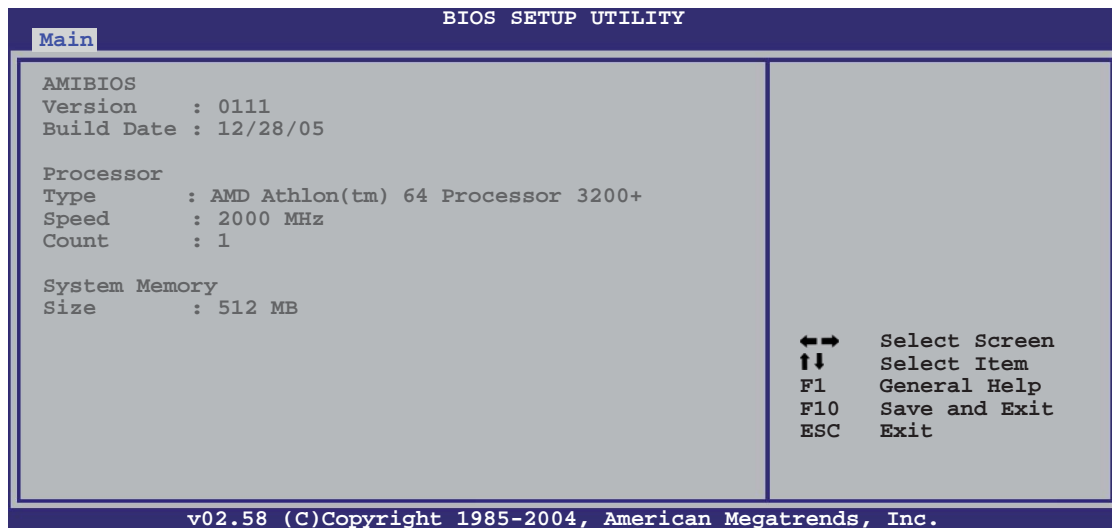 BIOS SETUP UTILITY
Main
AMIBIOS
Version : 0111
Build Date : 12/28/05
Processor
Type : AMD Athlon(tm) 64 Processor 3200+
Speed : 2000 MHz
Count : 1
System Memory
Size : 512 MB
←→ Select Screen
↑↓ Select Item
F1 General Help
F10 Save and Exit
ESC Exit
v02.58 (C)Copyright 1985-2004, American Megatrends, Inc.